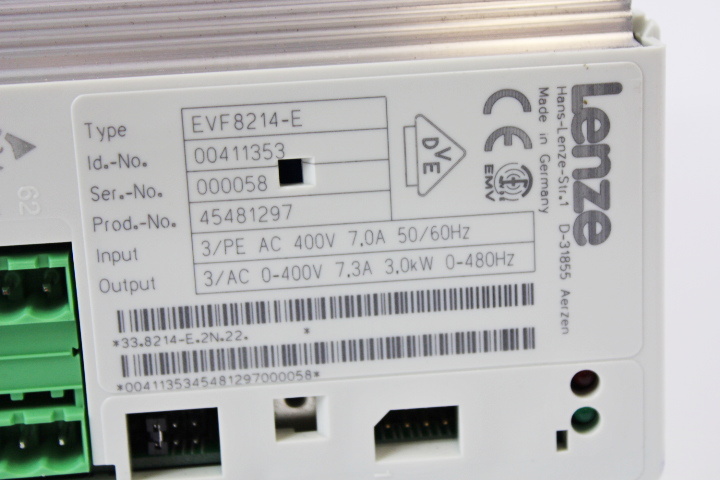 Type EVF8214-E
Id.-No. 00411353
Ser.-No. 000058
Prod.-No. 45481297
Input 3/PE AC 400V 7.0A 50/60Hz
Output 3/AC 0-400V 7.3A 3.0kW 0-480Hz
*33.8214-E.2N.22. *
*0041135345481297000058*
VDE
CE
EMV
Made in Germany
Hans-Lenze-Str.1 D-31855 Aerzen
Lenze
62